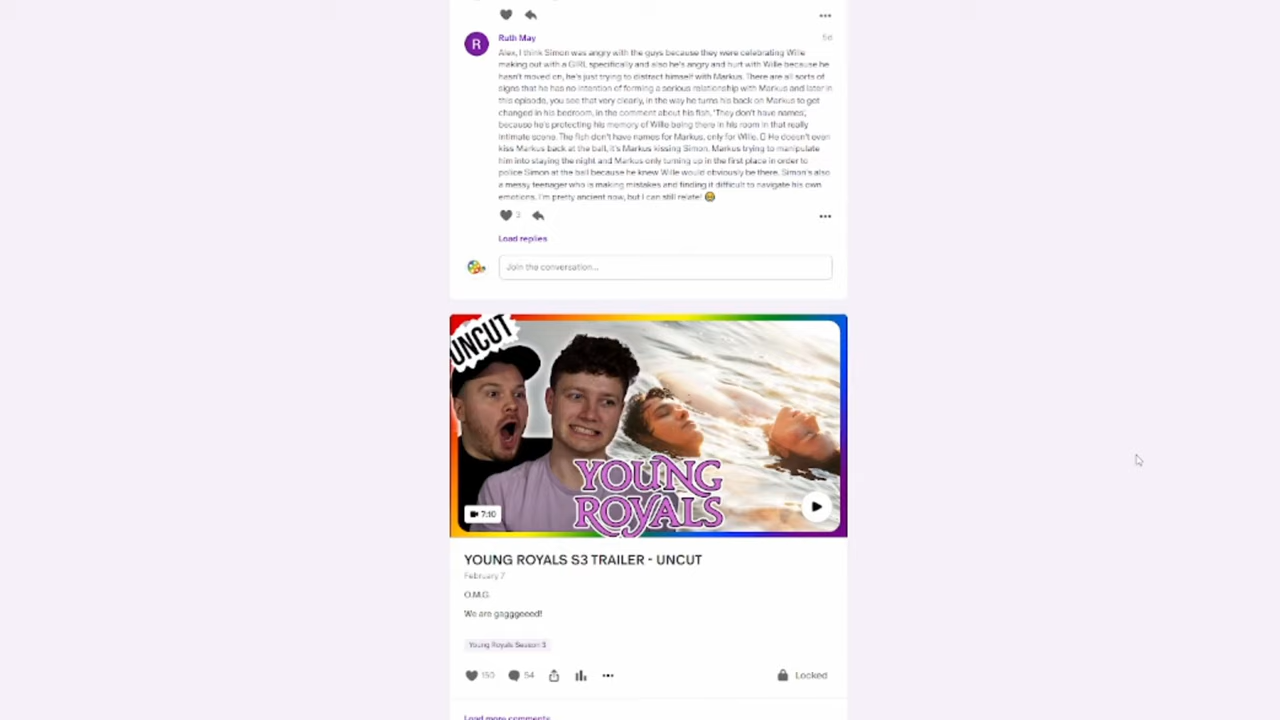 Ruth May
5d
R
Alex, I think Simon was angry with the guys because they were celebrating Wille
making out with a GIRL specifically and also he's angry and hurt with Wille because he
hasn't moved on, he's just trying to distract himself with Markus. There are all sorts of
signs that he has no intention of forming a serious relationship with Markus and later in
this episode, you see that very clearly, in the way he turns his back on Markus to get
changed in his bedroom, in the comment about his fish, 'They don't have names',
because he's protecting his memory of Wille being there in his room in that really
intimate scene. The fish don't have names for Markus, only for Wille. He doesn't even
kiss Markus back at the ball, it's Markus kissing Simon. Markus trying to manipulate
him into staying the night and Markus only turning up in the first place in order to
police Simon at the ball because he knew Wille would obviously be there. Simon's also
a messy teenager who is making mistakes and finding it difficult to navigate his own
emotions. I'm pretty ancient now, but I can still relate! 🥹
3
Load replies
Join the conversation...
UNCUT
YOUNG
ROYALS
7:10
YOUNG ROYALS S3 TRAILER - UNCUT
February 7
O.M.G.
We are gagggeeed!!
Young Royals Season 3
150
54
Locked
Load more comments